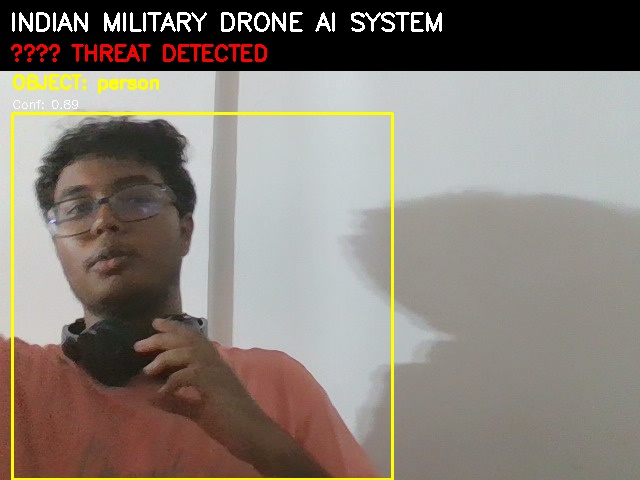 INDIAN MILITARY DRONE AI SYSTEM
???? THREAT DETECTED
OBJECT: person
Conf: 0.89